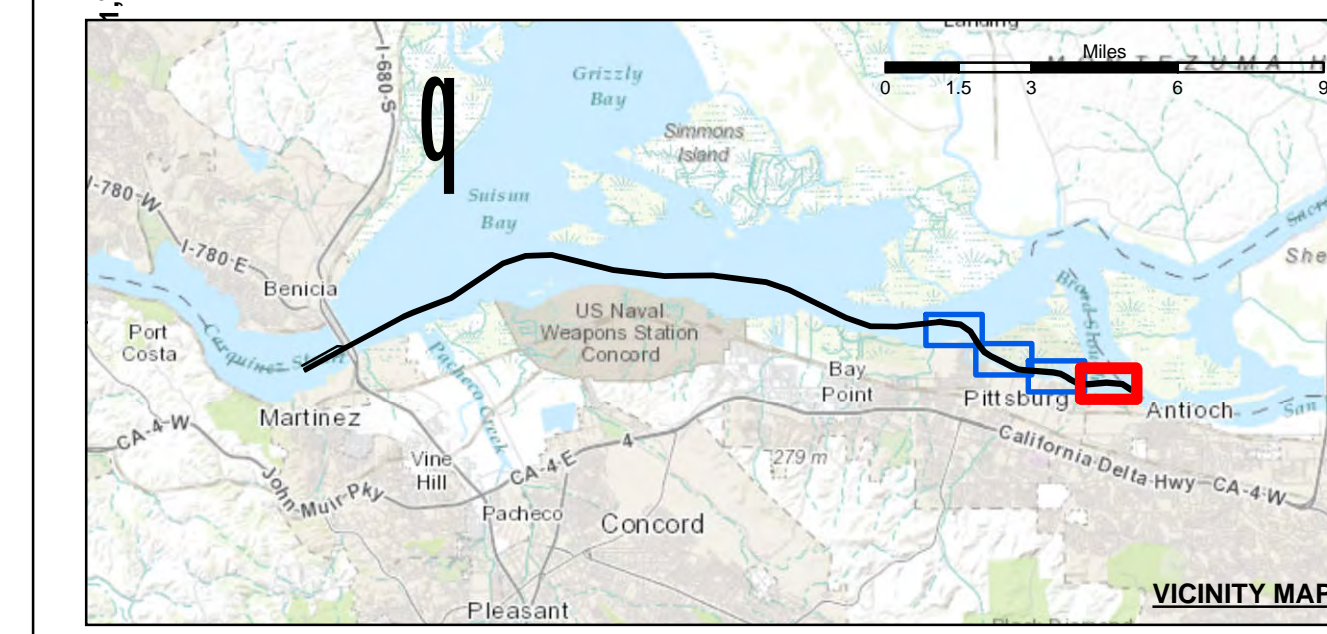 Landing
Miles
0 1.5 3 6 9
I-680-S
Grizzly
Bay
q
Simmons
Island
I-780-W
Suisun
Bay
I-780-E
Benicia
Port
Costa
Carquinez Strait
US Naval
Weapons Station
Concord
Pacheco Creek
Bay
Point
Pittsburg
Antioch
San
Martinez
CA-4-W
California-Delta-Hwy
CA-4-W
Vine
Hill
CA-4-E
4
279 m
John-Muir-Pky
Pacheco
Concord
Pleasant
VICINITY MAP